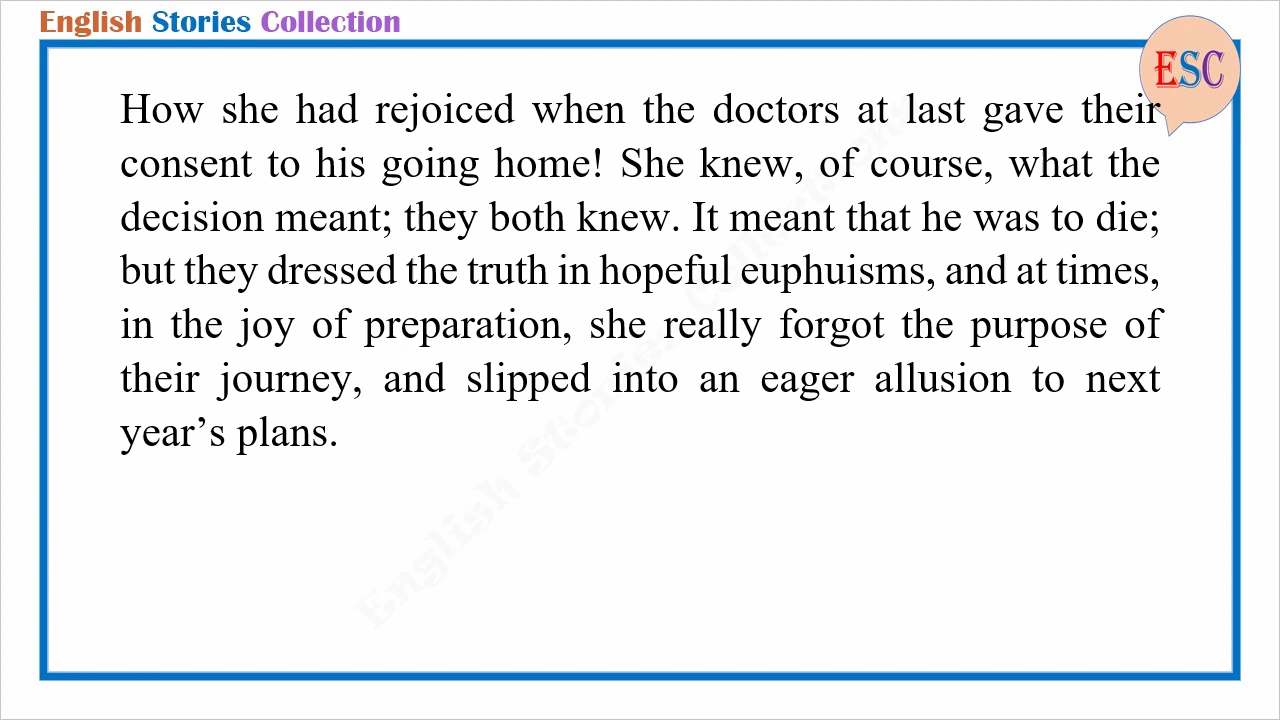 English Stories Collection
ESC
How she had rejoiced when the doctors at last gave their
consent to his going home! She knew, of course, what the
decision meant; they both knew. It meant that he was to die;
but they dressed the truth in hopeful euphuisms, and at times,
in the joy of preparation, she really forgot the purpose of
their journey, and slipped into an eager allusion to next
year’s plans.
English Stories Collections